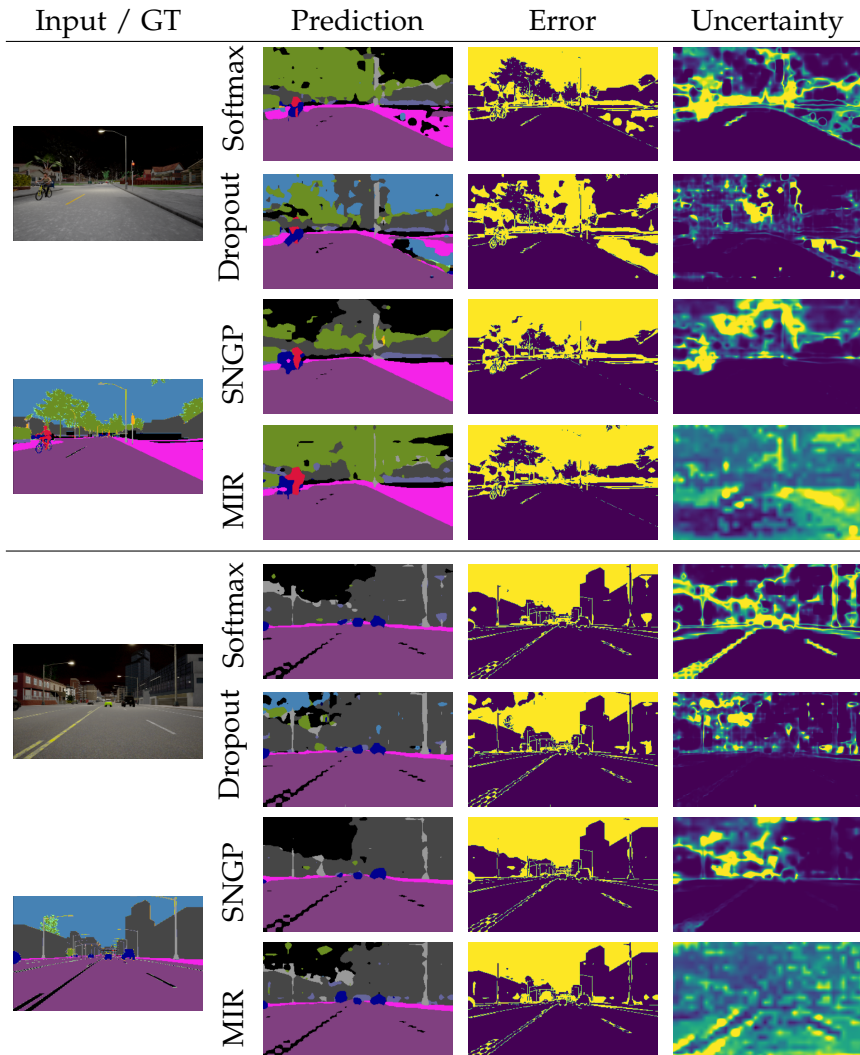 Input / GT Prediction Error Uncertainty
Softmax
Dropout
SNGP
MIR
Softmax
Dropout
SNGP
MIR